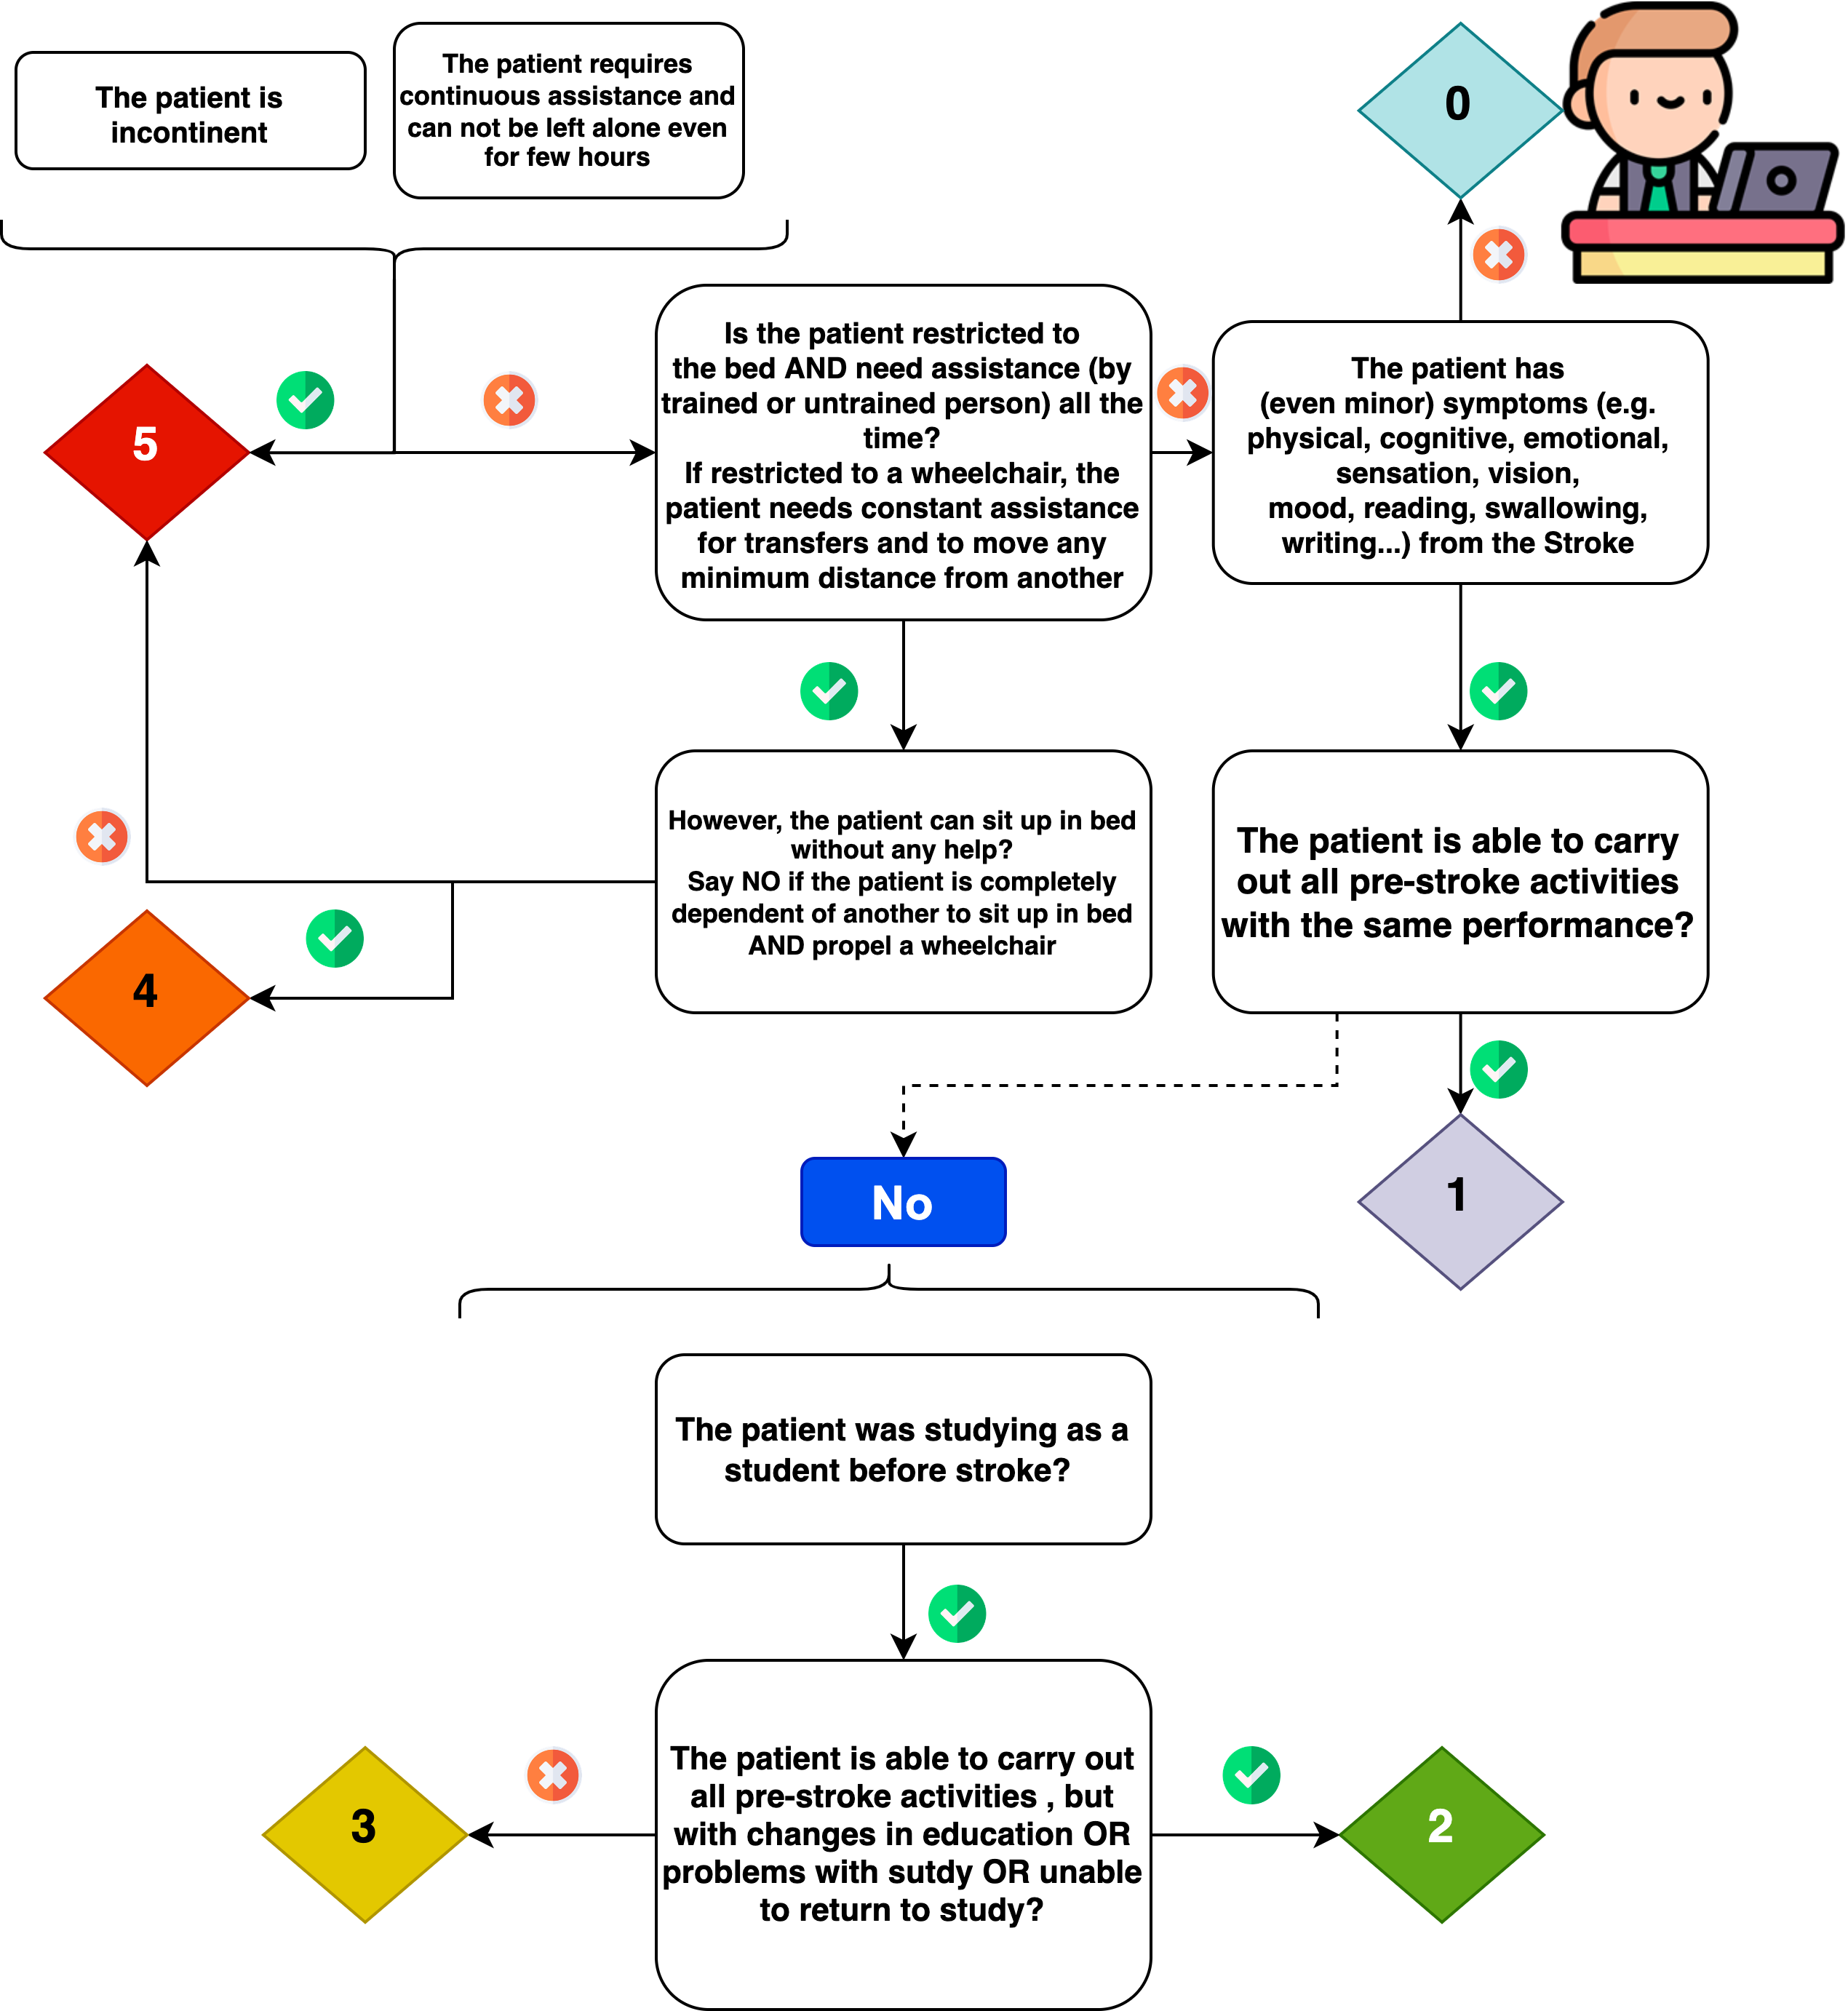 The patient is
incontinent
The patient requires
continuous assistance and
can not be left alone even
for few hours
0
Is the patient restricted to
the bed AND need assistance (by
trained or untrained person) all the
time?
If restricted to a wheelchair, the
patient needs constant assistance
for transfers and to move any
minimum distance from another
The patient has
(even minor) symptoms (e.g.
physical, cognitive, emotional,
sensation, vision,
mood, reading, swallowing,
writing...) from the Stroke
5
However, the patient can sit up in bed
without any help?
Say NO if the patient is completely
dependent of another to sit up in bed
AND propel a wheelchair
The patient is able to carry
out all pre-stroke activities
with the same performance?
4
No
1
The patient was studying as a
student before stroke?
The patient is able to carry out
all pre-stroke activities , but
with changes in education OR
problems with sutdy OR unable
to return to study?
3
2